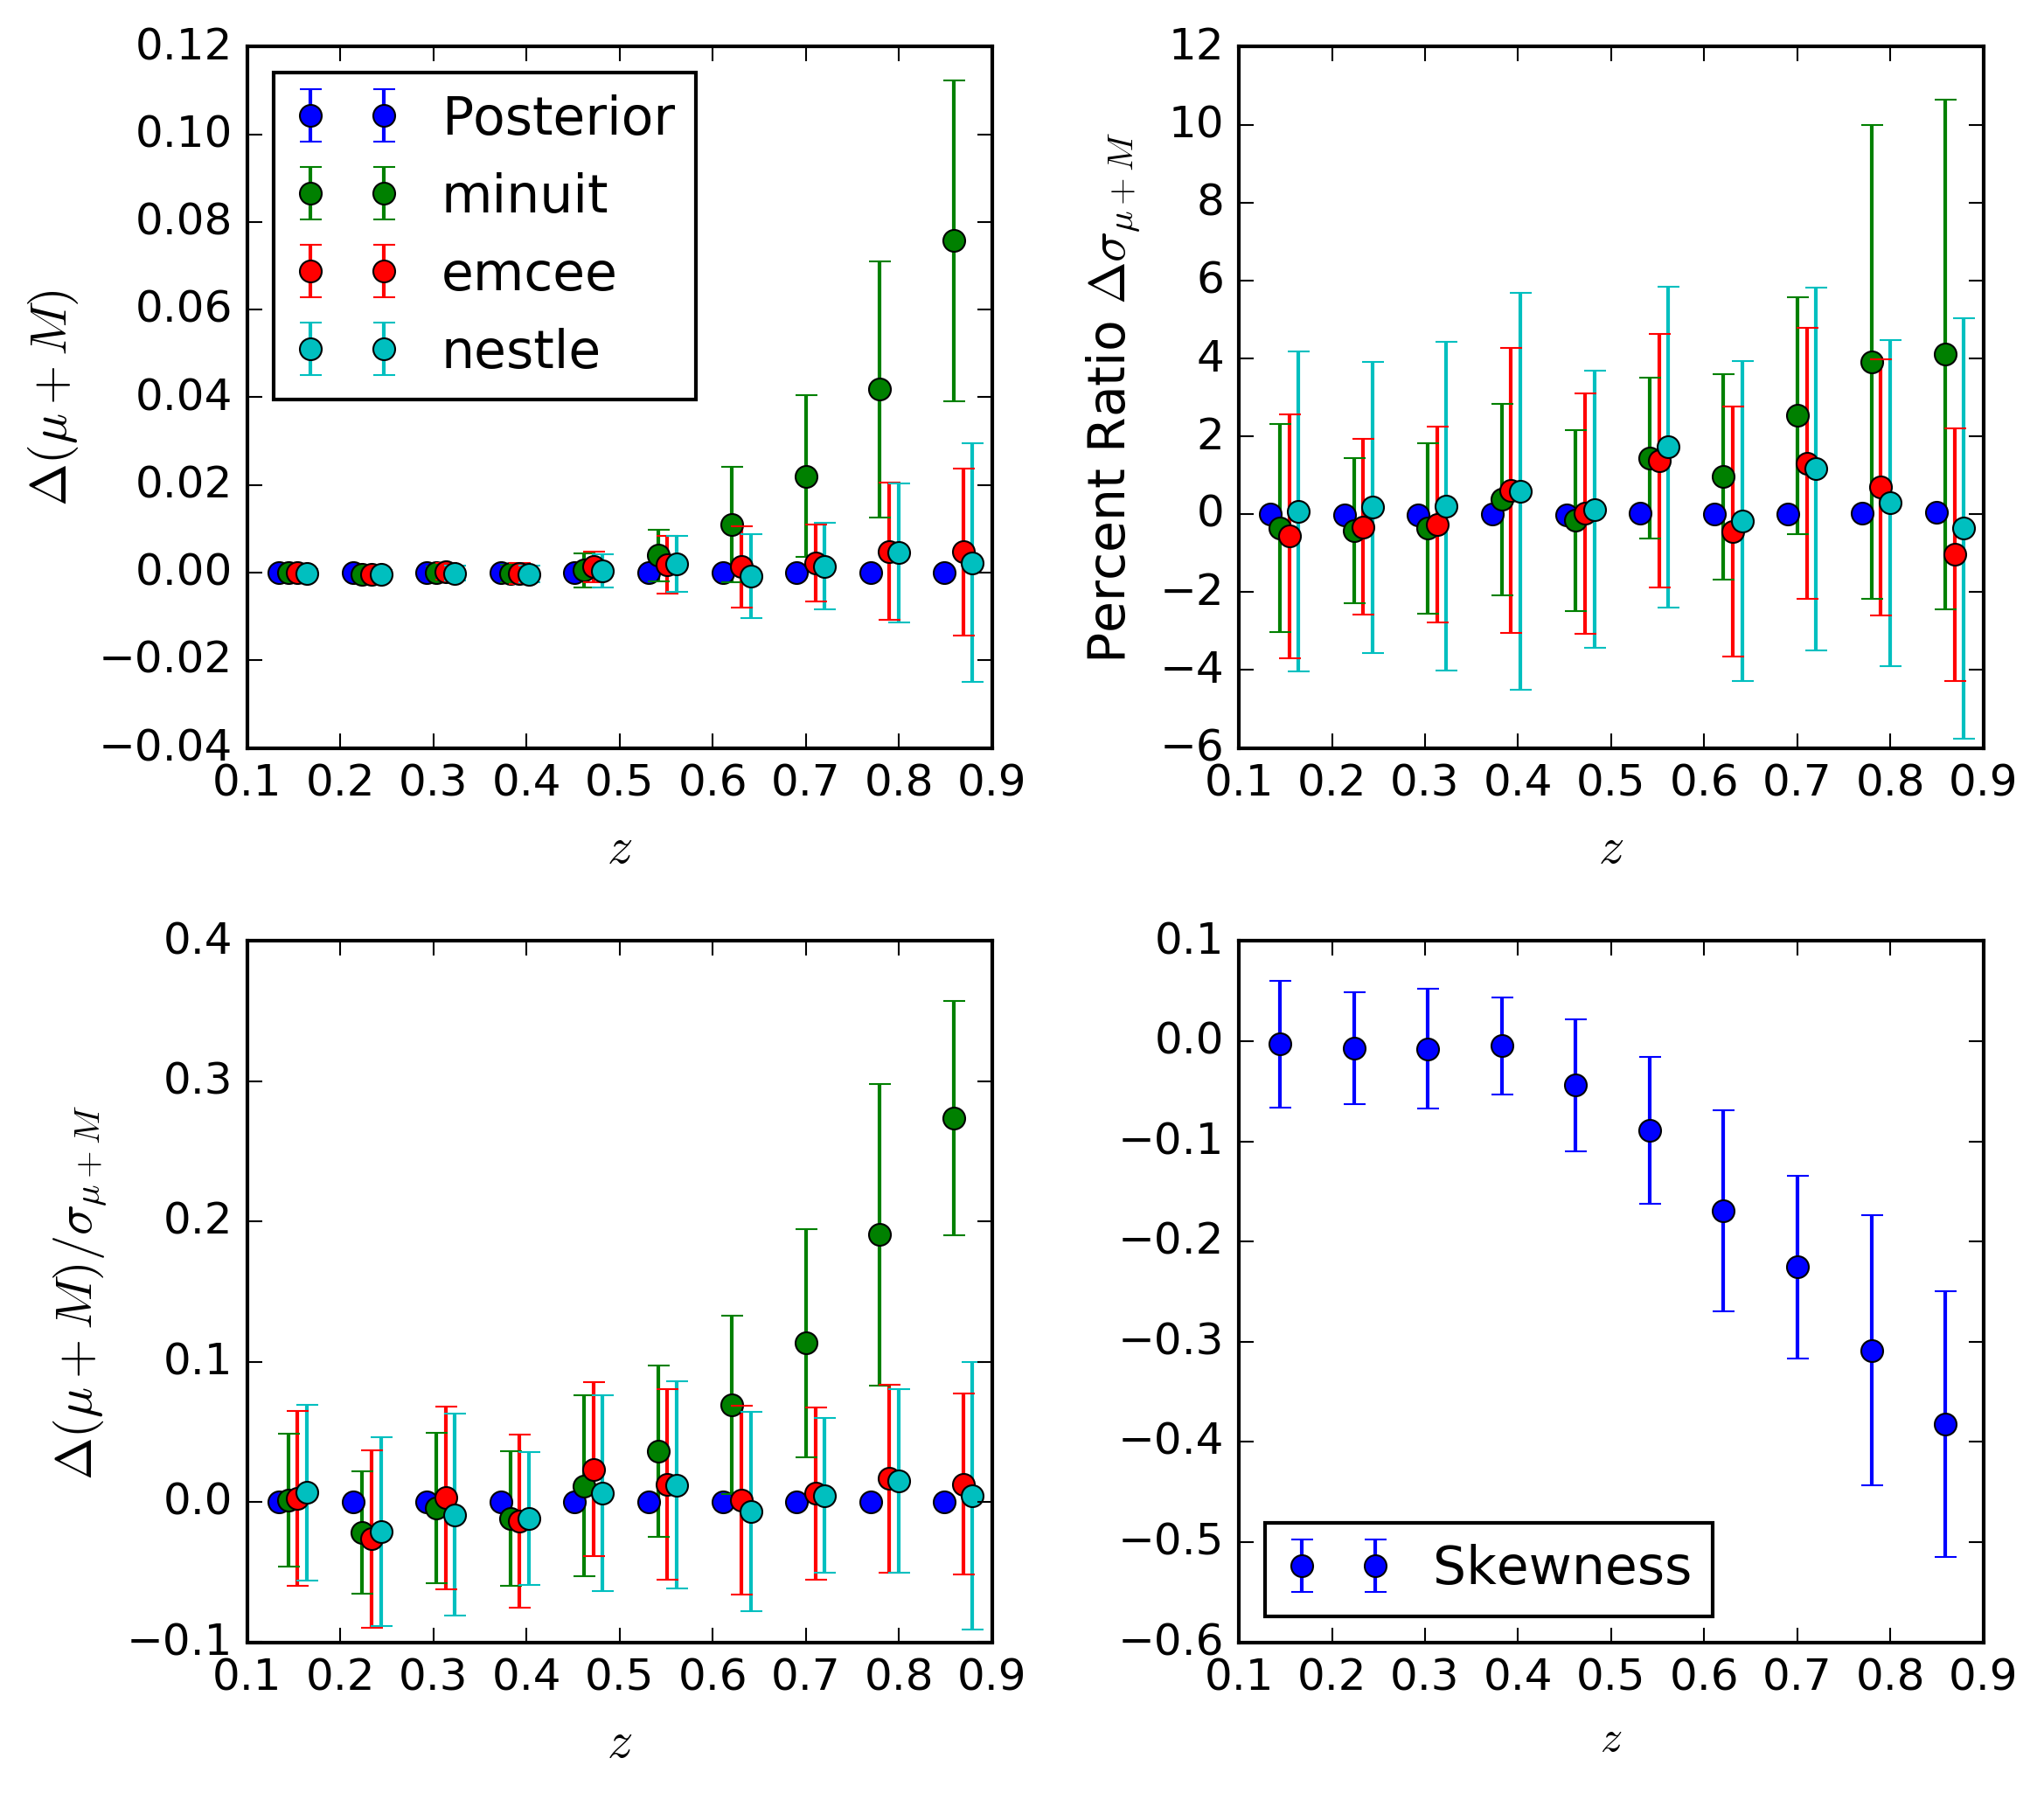 0.12
0.10
0.08
0.06
0.04
0.02
0.00
−0.02
−0.04
Δ(μ + M)
Posterior
minuit
emcee
nestle
0.1 0.2 0.3 0.4 0.5 0.6 0.7 0.8 0.9
z
12
10
8
6
4
2
0
−2
−4
−6
Percent Ratio Δσμ + M
0.1 0.2 0.3 0.4 0.5 0.6 0.7 0.8 0.9
z
0.4
0.3
0.2
0.1
0.0
−0.1
Δ(μ + M)/σμ + M
0.1 0.2 0.3 0.4 0.5 0.6 0.7 0.8 0.9
z
0.1
0.0
−0.1
−0.2
−0.3
−0.4
−0.5
−0.6
Skewness
0.1 0.2 0.3 0.4 0.5 0.6 0.7 0.8 0.9
z